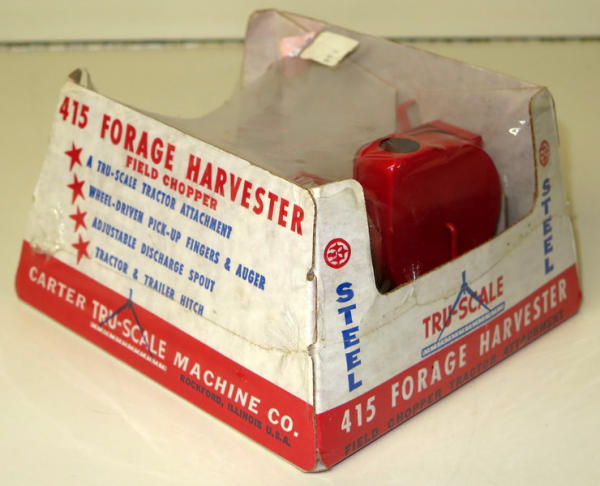 415 FORAGE HARVESTER
FIELD CHOPPER
A TRU-SCALE TRACTOR ATTACHMENT
WHEEL-DRIVEN PICK-UP FINGERS & AUGER
ADJUSTABLE DISCHARGE SPOUT
TRACTOR & TRAILER HITCH
CARTER TRU-SCALE MACHINE CO.
ROCKFORD, ILLINOIS U.S.A.
STEEL
TRU-SCALE
STEEL
415 FORAGE HARVESTER
FIELD CHOPPER TRACTOR ATTACHMENT